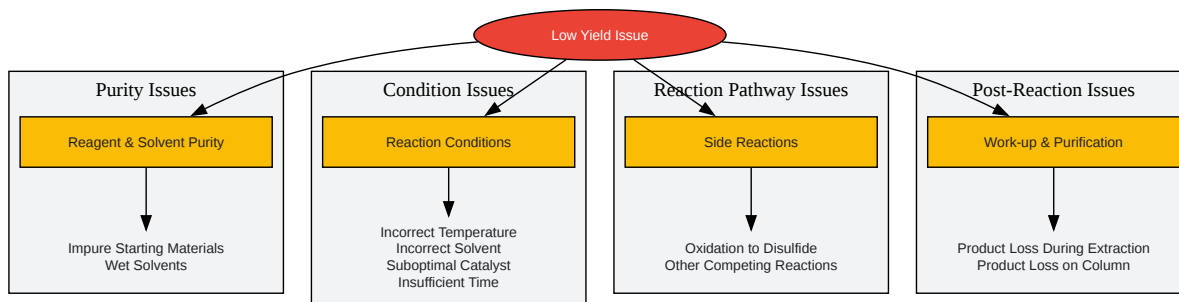 Low Yield Issue
Purity Issues
Reagent & Solvent Purity
Impure Starting Materials
Wet Solvents
Condition Issues
Reaction Conditions
Incorrect Temperature
Incorrect Solvent
Suboptimal Catalyst
Insufficient Time
Reaction Pathway Issues
Side Reactions
Oxidation to Disulfide
Other Competing Reactions
Post-Reaction Issues
Work-up & Purification
Product Loss During Extraction
Product Loss on Column